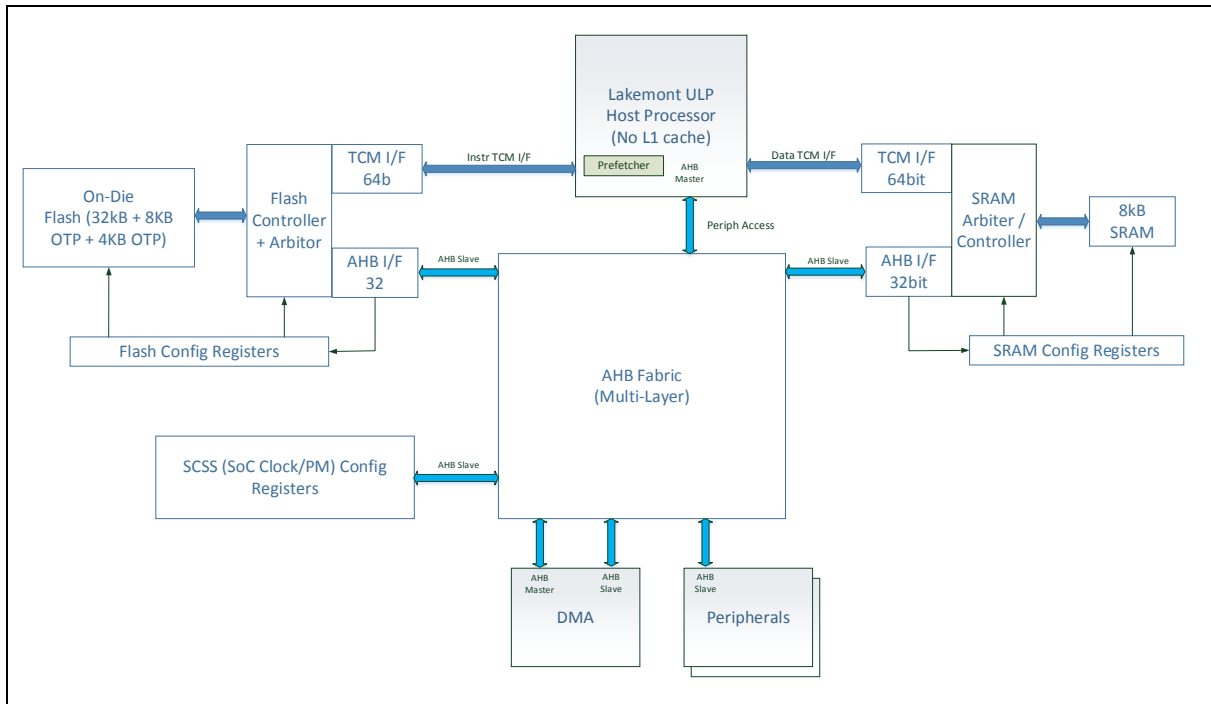 Lakemont ULP
Host Processor
(No L1 cache)
Prefetcher
AHB
Master
Instr TCM I/F
Data TCM I/F
TCM I/F
64b
TCM I/F
64bit
On-Die
Flash (32kB + 8KB
OTP + 4KB OTP)
Flash
Controller
+ Arbitor
SRAM
Arbiter /
Controller
8kB
SRAM
Periph Access
AHB I/F
32
AHB Slave
AHB Slave
AHB I/F
32bit
Flash Config Registers
SRAM Config Registers
AHB Fabric
(Multi-Layer)
SCSS (SoC Clock/PM) Config
Registers
AHB Slave
AHB
Master
AHB
Slave
DMA
AHB
Slave
Peripherals